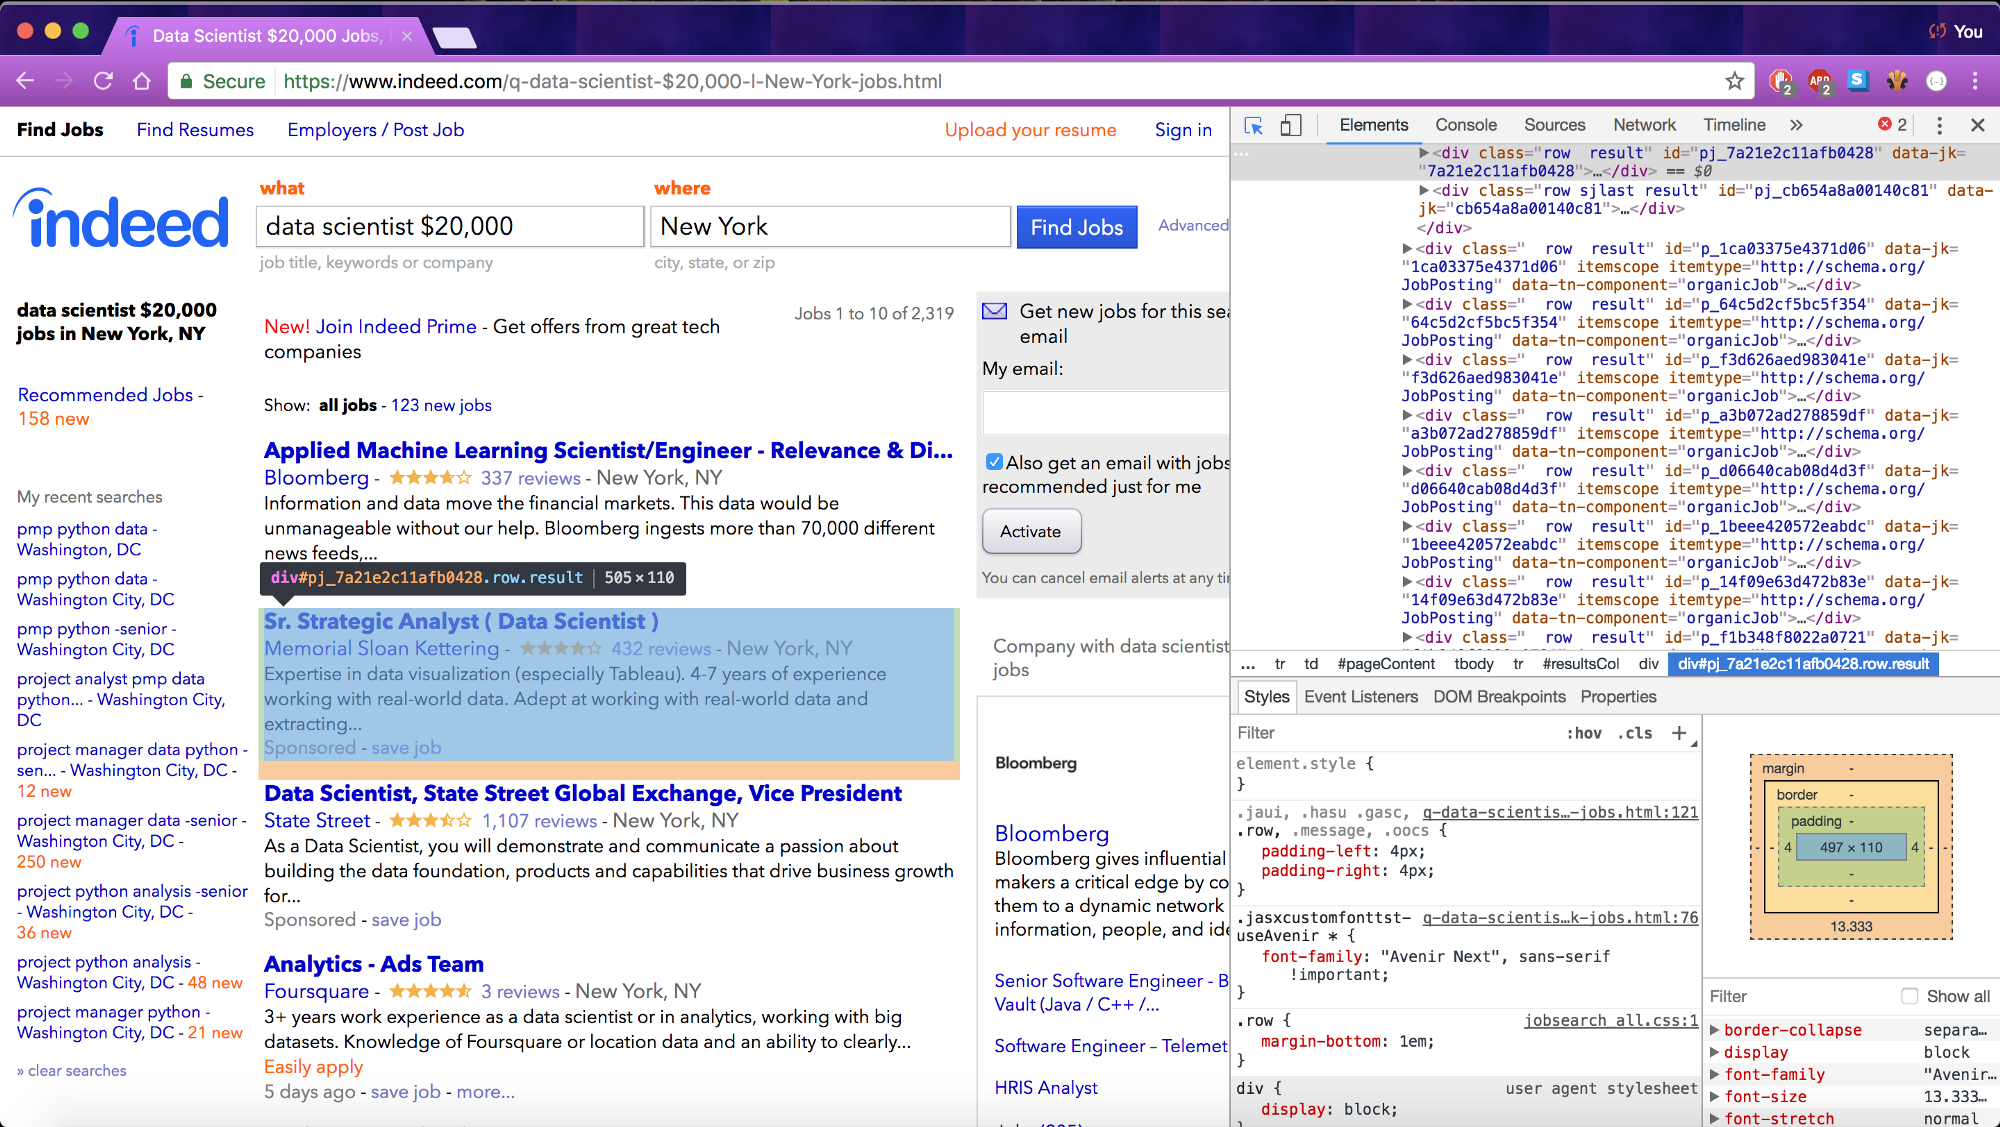 Data Scientist $20,000 Jobs,
You
Secure
https://www.indeed.com/q-data-scientist-$20,000-l-New-York-jobs.html
2
ABP
2
S
Find Jobs
Find Resumes
Employers / Post Job
Upload your resume
Sign in
indeed
what
where
data scientist $20,000
New York
Find Jobs
Advanced
job title, keywords or company
city, state, or zip
data scientist $20,000
jobs in New York, NY
Recommended Jobs -
158 new
My recent searches
pmp python data -
Washington, DC
pmp python data -
Washington City, DC
pmp python -senior -
Washington City, DC
project analyst pmp data
python... - Washington City,
DC
project manager data python -
sen... - Washington City, DC -
12 new
project manager data -senior -
Washington City, DC -
250 new
project python analysis -senior
- Washington City, DC -
36 new
project python analysis -
Washington City, DC - 48 new
project manager python -
Washington City, DC - 21 new
» clear searches
New! Join Indeed Prime - Get offers from great tech
companies
Jobs 1 to 10 of 2,319
Show: all jobs - 123 new jobs
Applied Machine Learning Scientist/Engineer - Relevance & Di...
Bloomberg - 337 reviews - New York, NY
Information and data move the financial markets. This data would be
unmanageable without our help. Bloomberg ingests more than 70,000 different
news feeds,...
div#pj_7a21e2c11afb0428.row.result | 505 × 110
Sr. Strategic Analyst ( Data Scientist )
Memorial Sloan Kettering - 432 reviews - New York, NY
Expertise in data visualization (especially Tableau). 4-7 years of experience
working with real-world data. Adept at working with real-world data and
extracting...
Sponsored - save job
Data Scientist, State Street Global Exchange, Vice President
State Street - 1,107 reviews - New York, NY
As a Data Scientist, you will demonstrate and communicate a passion about
building the data foundation, products and capabilities that drive business growth
for...
Sponsored - save job
Analytics - Ads Team
Foursquare - 3 reviews - New York, NY
3+ years work experience as a data scientist or in analytics, working with big
datasets. Knowledge of Foursquare or location data and an ability to clearly...
Easily apply
5 days ago - save job - more...
Get new jobs for this sea
email
My email:
Also get an email with jobs
recommended just for me
Activate
You can cancel email alerts at any ti
Company with data scientist
jobs
Bloomberg
Bloomberg
Bloomberg gives influential
makers a critical edge by co
them to a dynamic network
information, people, and ide
Senior Software Engineer - B
Vault (Java / C++ /...
Software Engineer – Telemet
HRIS Analyst
Elements
Console
Sources
Network
Timeline
»
2
...
<div class="row  result" id="pj_7a21e2c11afb0428" data-jk=
"7a21e2c11afb0428">…</div> == $0
<div class="row sjlast result" id="pj_cb654a8a00140c81" data-
jk="cb654a8a00140c81">…</div>
</div>
<div class="  row  result" id="p_1ca03375e4371d06" data-jk=
"1ca03375e4371d06" itemscope itemtype="http://schema.org/
JobPosting" data-tn-component="organicJob">…</div>
<div class="  row  result" id="p_64c5d2cf5bc5f354" data-jk=
"64c5d2cf5bc5f354" itemscope itemtype="http://schema.org/
JobPosting" data-tn-component="organicJob">…</div>
<div class="  row  result" id="p_f3d626aed983041e" data-jk=
"f3d626aed983041e" itemscope itemtype="http://schema.org/
JobPosting" data-tn-component="organicJob">…</div>
<div class="  row  result" id="p_a3b072ad278859df" data-jk=
"a3b072ad278859df" itemscope itemtype="http://schema.org/
JobPosting" data-tn-component="organicJob">…</div>
<div class="  row  result" id="p_d06640cab08d4d3f" data-jk=
"d06640cab08d4d3f" itemscope itemtype="http://schema.org/
JobPosting" data-tn-component="organicJob">…</div>
<div class="  row  result" id="p_1beee420572eabdc" data-jk=
"1beee420572eabdc" itemscope itemtype="http://schema.org/
JobPosting" data-tn-component="organicJob">…</div>
<div class="  row  result" id="p_14f09e63d472b83e" data-jk=
"14f09e63d472b83e" itemscope itemtype="http://schema.org/
JobPosting" data-tn-component="organicJob">…</div>
<div class="  row  result" id="p_f1b348f8022a0721" data-jk=
... tr td #pageContent tbody tr #resultsCol div div#pj_7a21e2c11afb0428.row.result
Styles
Event Listeners
DOM Breakpoints
Properties
Filter
:hov .cls +
element.style {
}
.jaui, .hasu .gasc, q-data-scientis…-jobs.html:121
.row, .message, .oocs {
padding-left: 4px;
padding-right: 4px;
}
.jasxcustomfonttst- q-data-scientis…k-jobs.html:76
useAvenir * {
font-family: "Avenir Next", sans-serif
!important;
}
.row { jobsearch_all.css:1
margin-bottom: 1em;
}
div { user agent stylesheet
display: block;
margin -
border -
padding -
- - 4 497 × 110 4 - -
-
-
13.333
Filter
Show all
border-collapse separa…
display block
font-family "Avenir…
font-size 13.333…
font-stretch normal